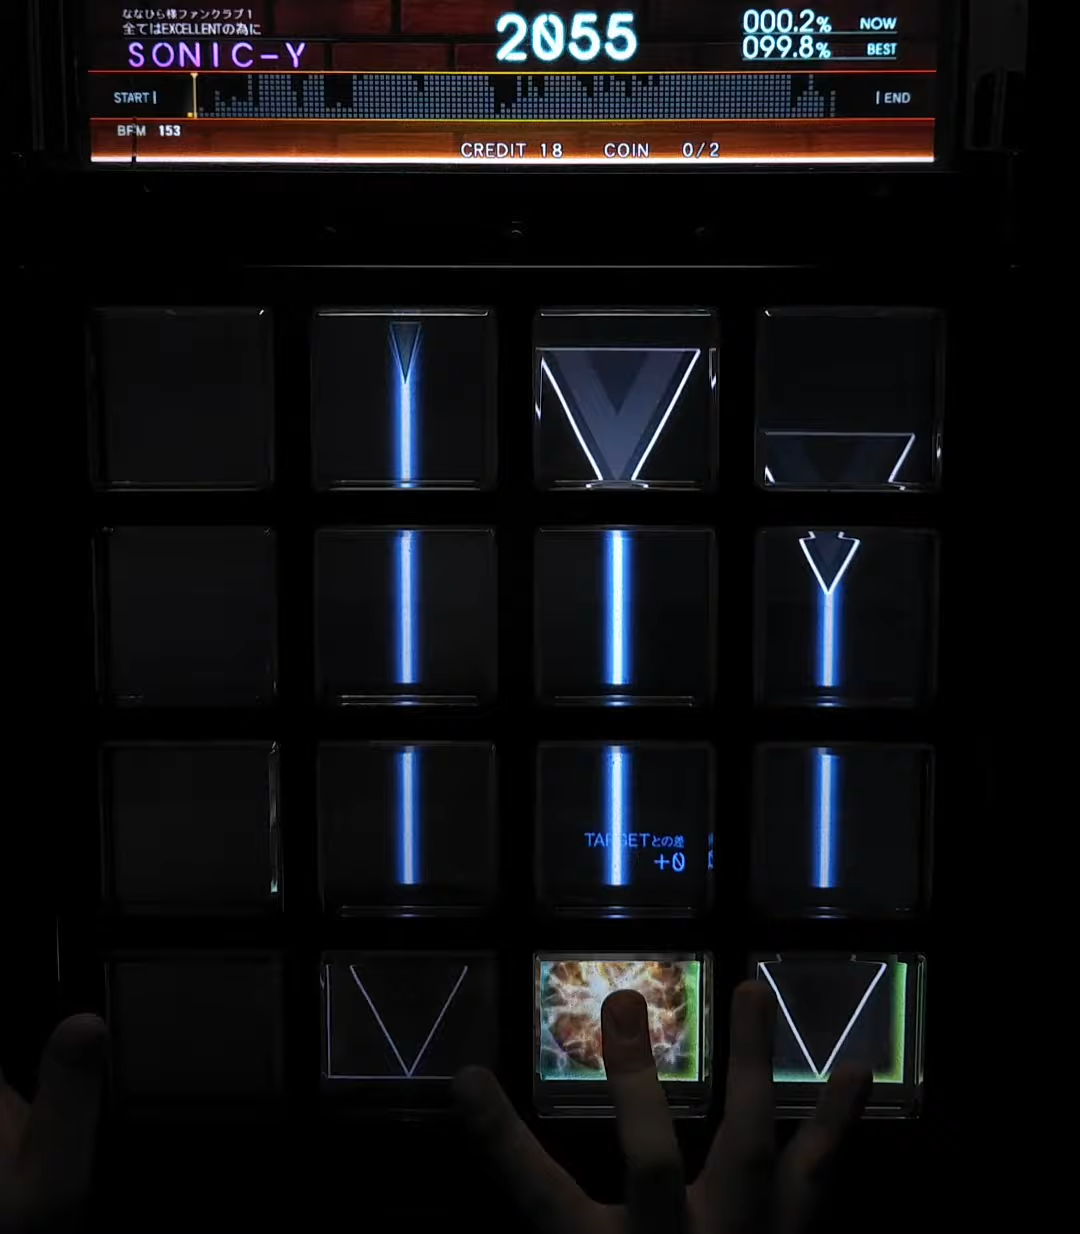 ななひら様ファンクラブ1
全てはEXCELLENTの為に
SONIC-Y
2055
000.2% NOW
099.8% BEST
START
END
BPM 153
CREDIT 18 COIN 0/2
TARGETとの差
+0